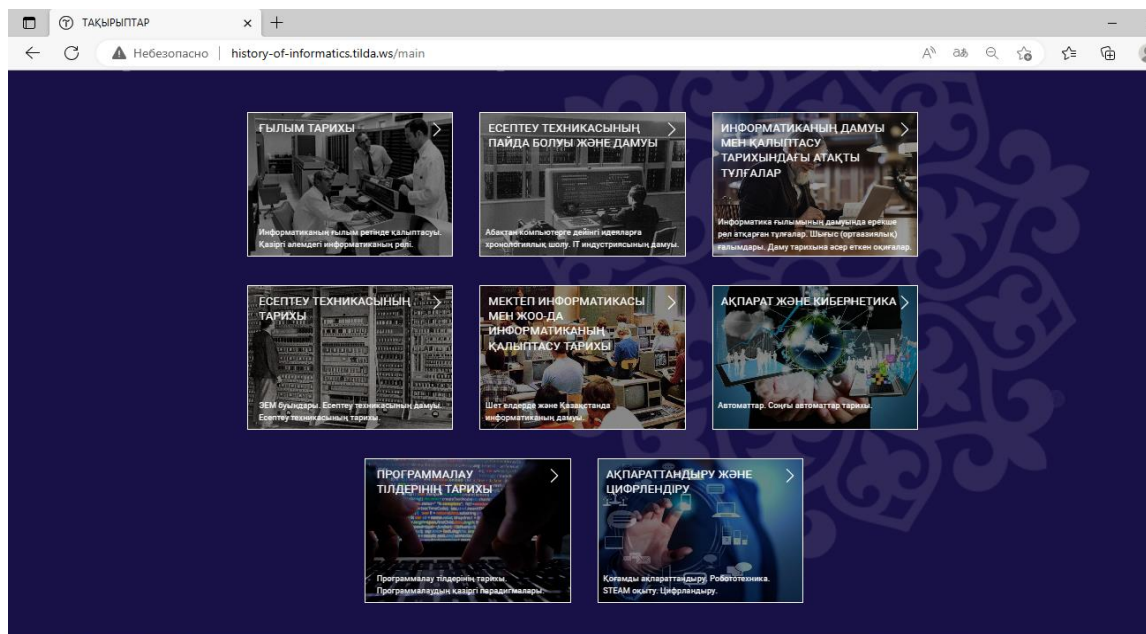 ТАҚЫРЫПТАР
Небезопасно | history-of-informatics.tilda.ws/main
ҒЫЛЫМ ТАРИХЫ
Информатиканың ғылым ретінде қалыптасуы.
Қазіргі әлемдегі информатиканың рөлі.
ЕСЕПТЕУ ТЕХНИКАСЫНЫҢ
ПАЙДА БОЛУЫ ЖӘНЕ ДАМУЫ
Абактан компьютерге дейінгі идеяларға
хронологиялық шолу. IT индустриясының дамуы.
ИНФОРМАТИКАНЫҢ ДАМУЫ
МЕН ҚАЛЫПТАСУ
ТАРИХЫНДАҒЫ АТАҚТЫ
ТҰЛҒАЛАР
Информатика ғылымының дамуында ерекше
рөл атқарған тұлғалар. Шығыс (ортаазиялық)
ғалымдары. Даму тарихына әсер еткен оқиғалар.
ЕСЕПТЕУ ТЕХНИКАСЫНЫҢ
ТАРИХЫ
ЭЕМ буындары. Есептеу техникасының дамуы.
Есептеу техникасының тарихы.
МЕКТЕП ИНФОРМАТИКАСЫ
МЕН ЖОО-ДА
ИНФОРМАТИКАНЫҢ
ҚАЛЫПТАСУ ТАРИХЫ
Шет елдерде және Қазақстанда
информатиканың дамуы.
АҚПАРАТ ЖӘНЕ КИБЕРНЕТИКА
Автоматтар. Соңғы автоматтар тарихы.
ПРОГРАММАЛАУ
ТІЛДЕРІНІҢ ТАРИХЫ
Программалау тілдерінің тарихы.
Программалаудың қазіргі парадигмалары.
АҚПАРАТТАНДЫРУ ЖӘНЕ
ЦИФРЛЕНДІРУ
Қоғамды ақпараттандыру. Робототехника.
STEAM оқыту. Цифрландыру.